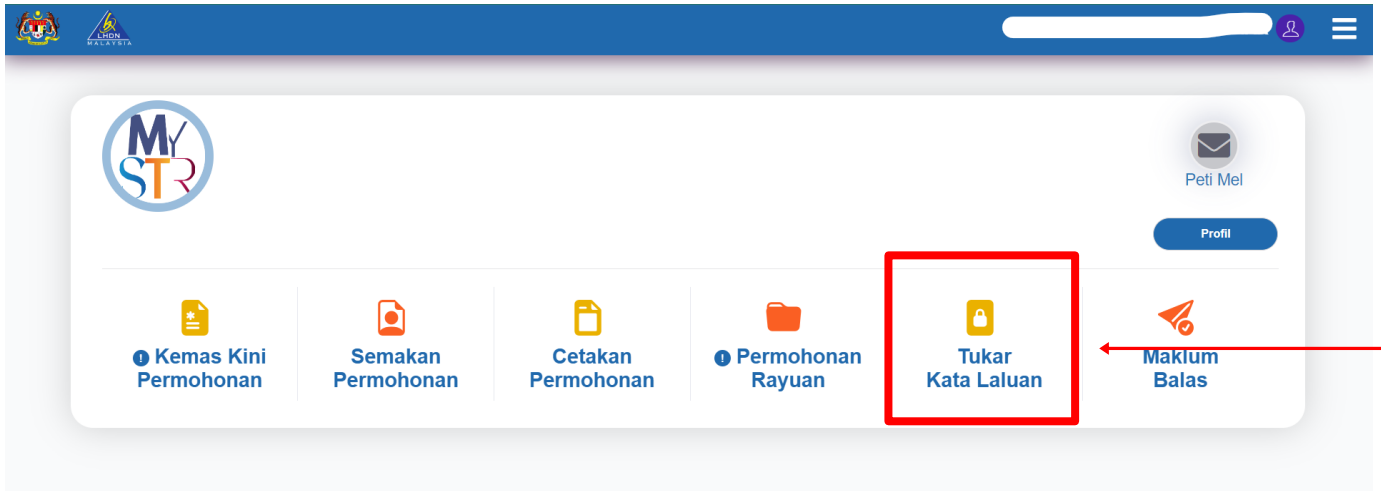 LHDN
MALAYSIA
MY
STR
Peti Mel
Profil
Kemas Kini
Permohonan
Semakan
Permohonan
Cetakan
Permohonan
Permohonan
Rayuan
Tukar
Kata Laluan
Maklum
Balas